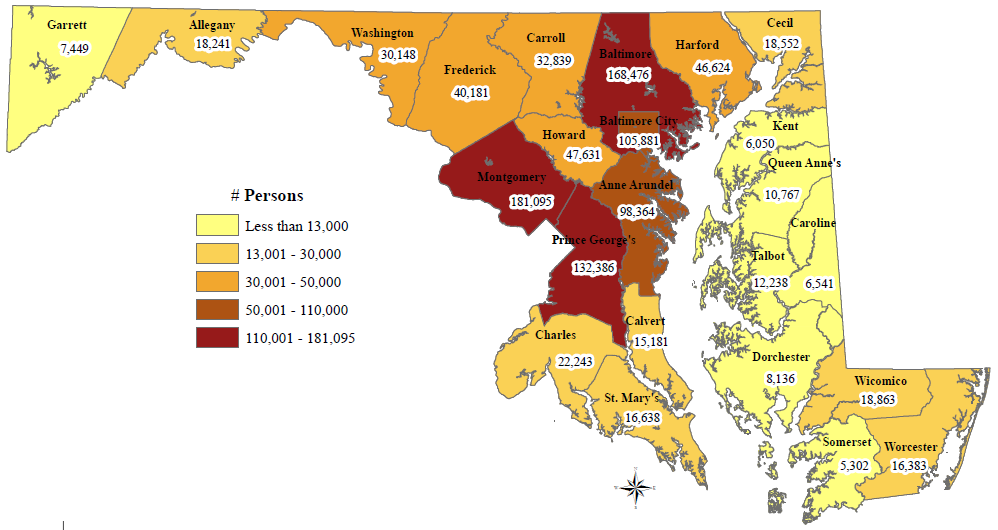 Garrett
7,449
Allegany
18,241
Washington
30,148
Frederick
40,181
Carroll
32,839
Baltimore
168,476
Harford
46,624
Cecil
18,552
Baltimore City
105,881
Howard
47,631
Kent
6,050
Queen Anne's
10,767
Montgomery
181,095
Anne Arundel
98,364
Caroline
6,541
Prince George's
132,386
Talbot
12,238
Calvert
15,181
Charles
22,243
St. Mary's
16,638
Dorchester
8,136
Wicomico
18,863
Somerset
5,302
Worcester
16,383
# Persons
Less than 13,000
13,001 - 30,000
30,001 - 50,000
50,001 - 110,000
110,001 - 181,095